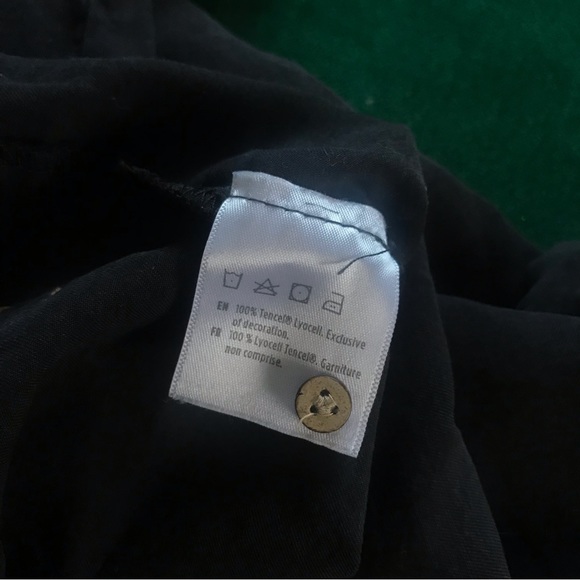 EN 100% Tencel® Lyocell. Exclusive
of decoration.
FR 100 % Lyocell Tencel®. Garniture
non comprise.